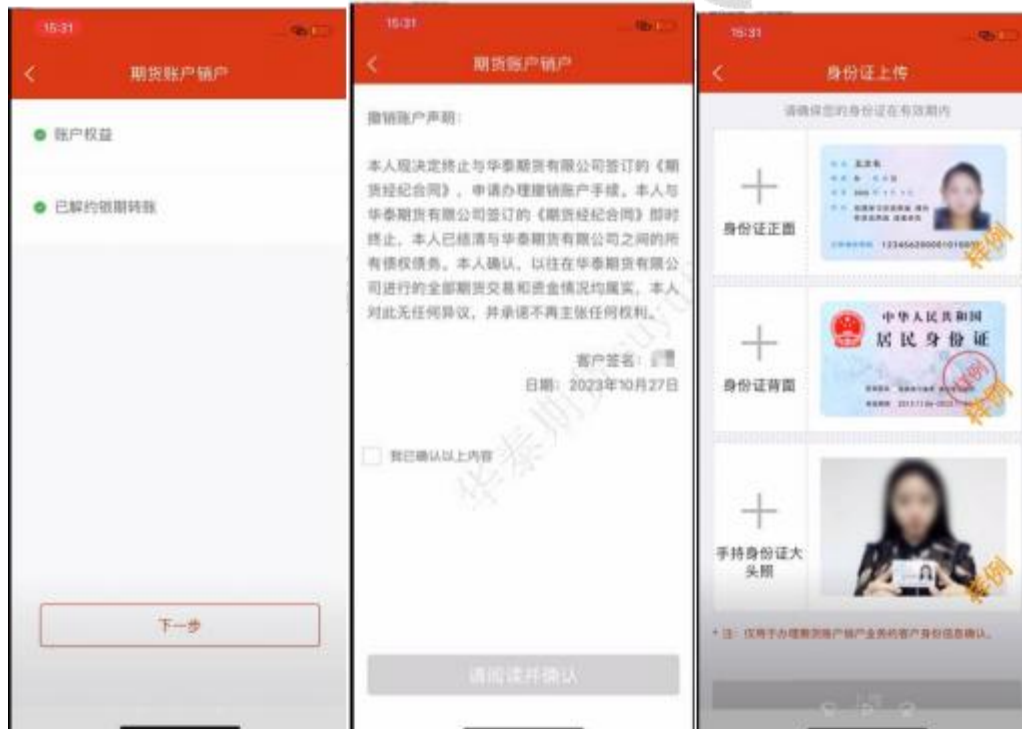 15:31
期货账户销户
账户权益
已解约银期转账
下一步
15:31
期货账户销户
撤销账户声明：
本人现决定终止与华泰期货有限公司签订的《期
货经纪合同》，申请办理撤销账户手续。本人与
华泰期货有限公司签订的《期货经纪合同》即时
终止，本人已结清与华泰期货有限公司之间的所
有债权债务。本人确认，以往在华泰期货有限公
司进行的全部期货交易和资金情况均属实，本人
对此无任何异议，并承诺不再主张任何权利。
客户签名：
日期：2023年10月27日
我已确认以上内容
请阅读并确认
华泰期货
15:31
身份证上传
请确保您的身份证在有效期内
身份证正面
样例
身份证背面
中华人民共和国
居民身份证
样例
样例
手持身份证大
头照
样例
* 注：仅用于办理期货账户销户业务的客户身份信息确认。